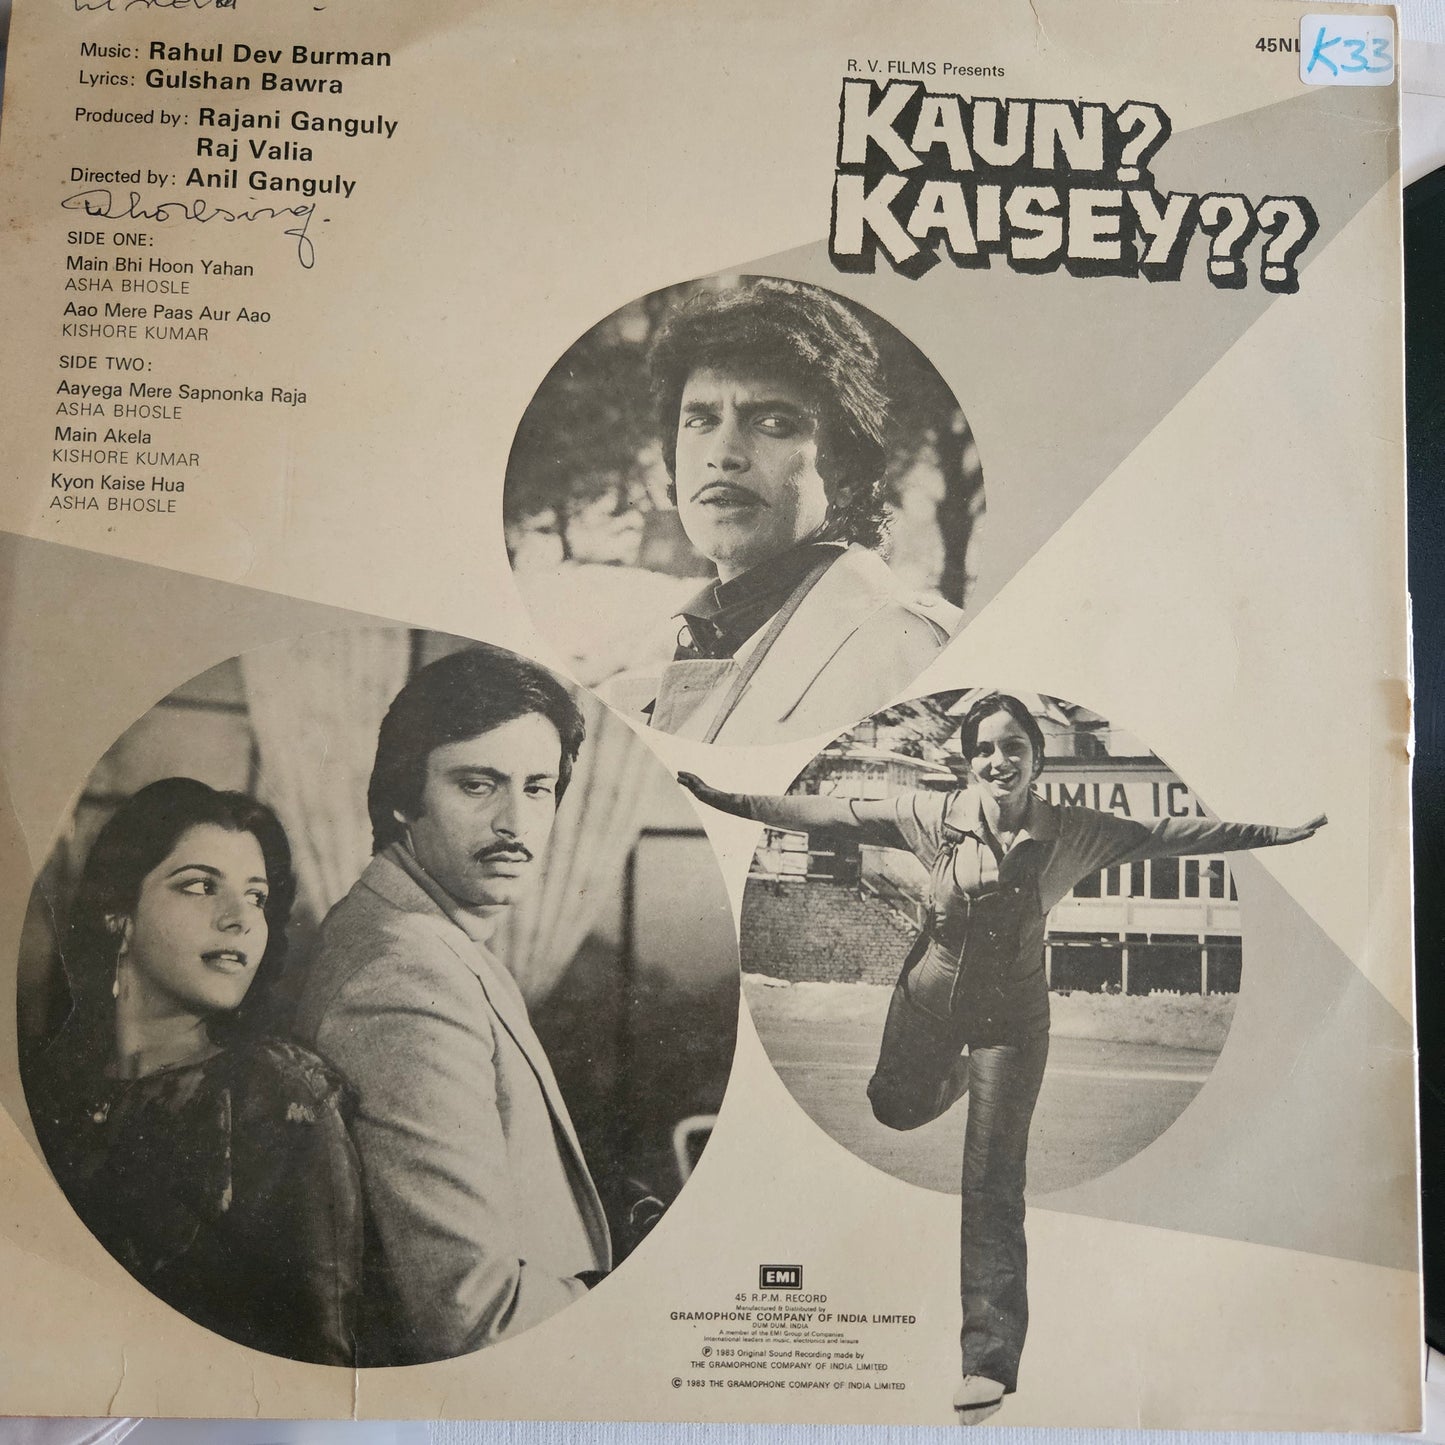 Music: Rahul Dev Burman
Lyrics: Gulshan Bawra
Produced by: Rajani Ganguly
Raj Valia
Directed by: Anil Ganguly
SIDE ONE:
Main Bhi Hoon Yahan
ASHA BHOSLE
Aao Mere Paas Aur Aao
KISHORE KUMAR
SIDE TWO:
Aayega Mere Sapnonka Raja
ASHA BHOSLE
Main Akela
KISHORE KUMAR
Kyon Kaise Hua
ASHA BHOSLE
45NL
K33
R. V. FILMS Presents
KAUN?
KAISEY??
IMLA IC
EMI
45 R.P.M. RECORD
Manufactured & Distributed by
GRAMOPHONE COMPANY OF INDIA LIMITED
DUM DUM, INDIA
A member of the EMI Group of Companies
International leaders in music, electronics and leisure
Ⓟ 1983 Original Sound Recording made by
THE GRAMOPHONE COMPANY OF INDIA LIMITED
© 1983 THE GRAMOPHONE COMPANY OF INDIA LIMITED